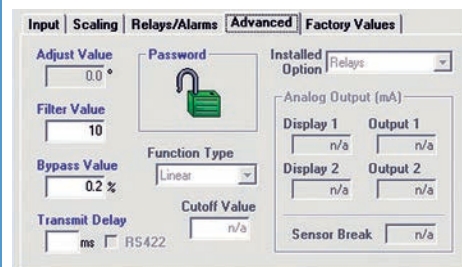 Input Scaling Relays/Alarms Advanced Factory Values
Adjust Value
0.0 °
Filter Value
10
Bypass Value
0.2 %
Transmit Delay
ms RS422
Password
Function Type
Linear
Cutoff Value
n/a
Installed Option Relays
Analog Output (mA)
Display 1 Output 1
n/a n/a
Display 2 Output 2
n/a n/a
Sensor Break n/a